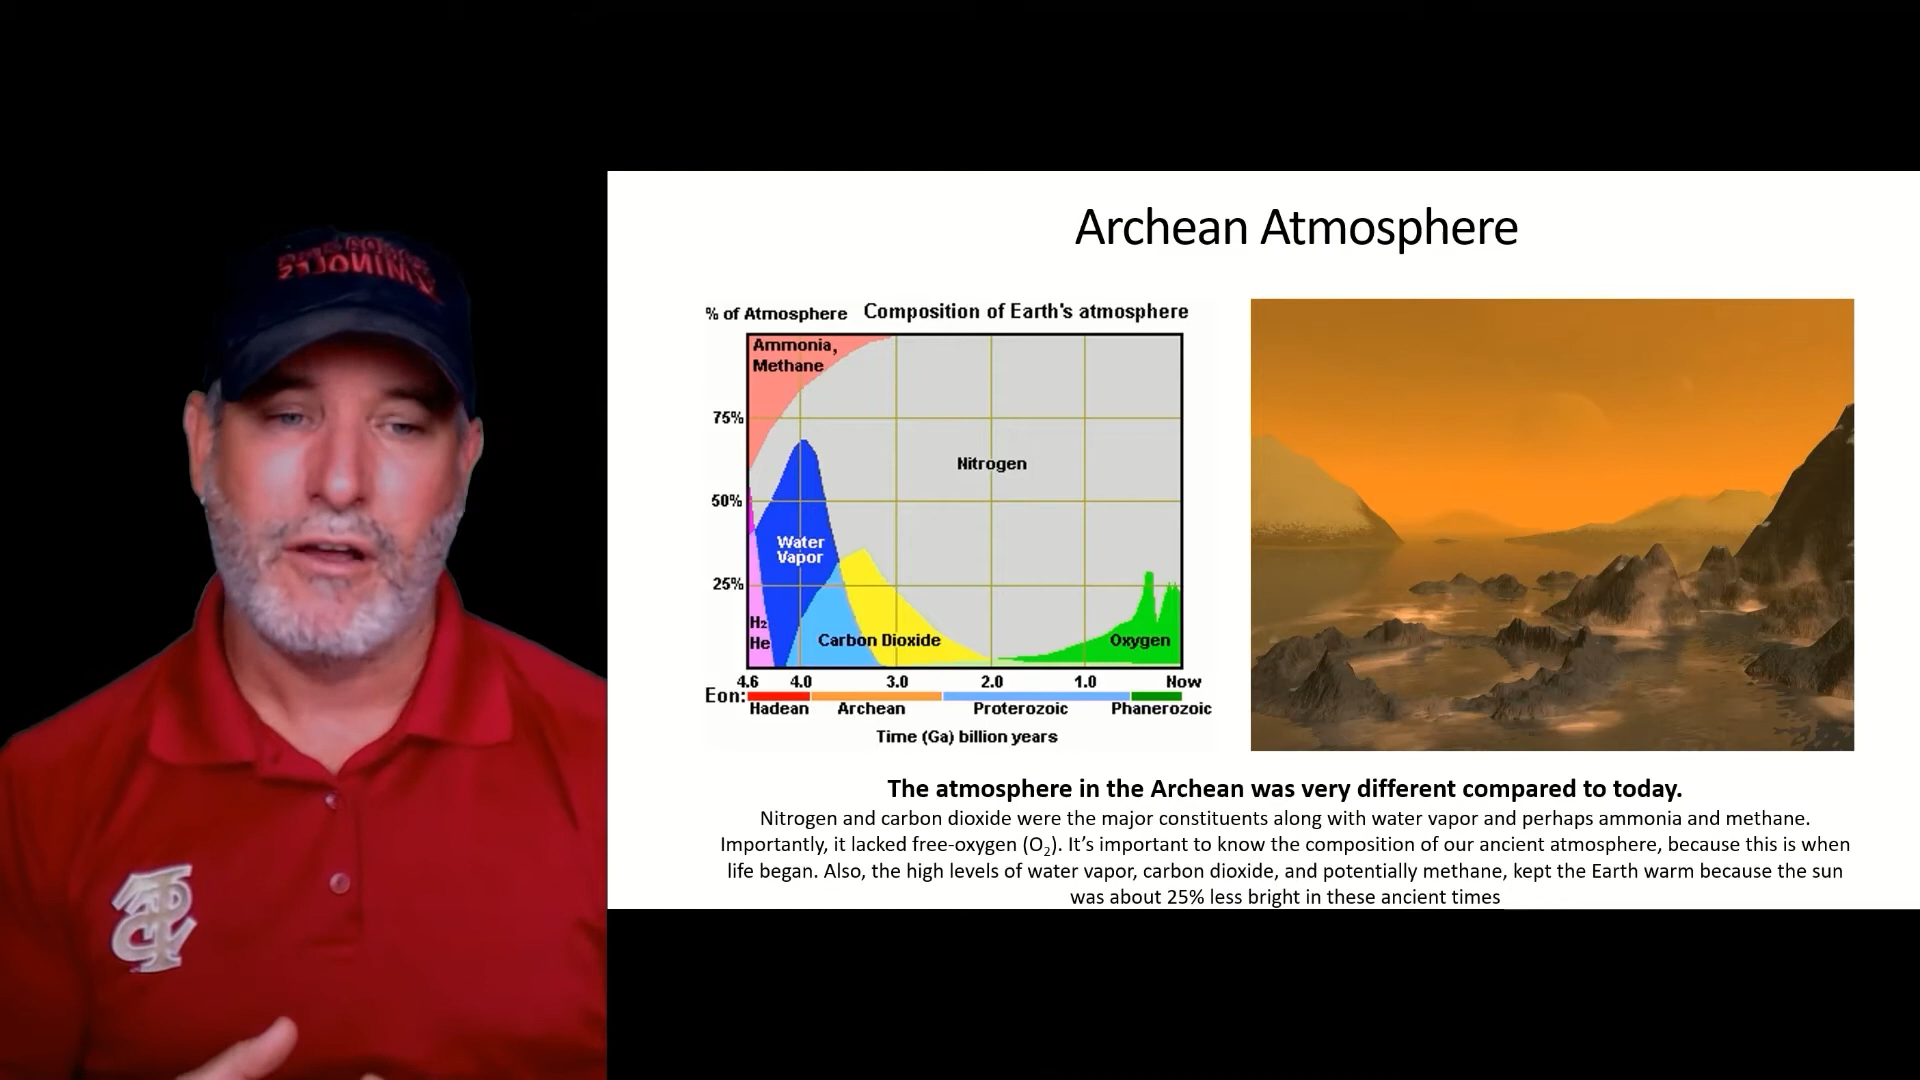 Archean Atmosphere
% of Atmosphere Composition of Earth's atmosphere
Ammonia,
Methane
75%
Nitrogen
50%
Water
Vapor
25%
H₂
He
Carbon Dioxide
Oxygen
4.6 4.0 3.0 2.0 1.0 Now
Eon:
Hadean Archean Proterozoic Phanerozoic
Time (Ga) billion years
The atmosphere in the Archean was very different compared to today.
Nitrogen and carbon dioxide were the major constituents along with water vapor and perhaps ammonia and methane.
Importantly, it lacked free-oxygen (O₂). It's important to know the composition of our ancient atmosphere, because this is when
life began. Also, the high levels of water vapor, carbon dioxide, and potentially methane, kept the Earth warm because the sun
was about 25% less bright in these ancient times